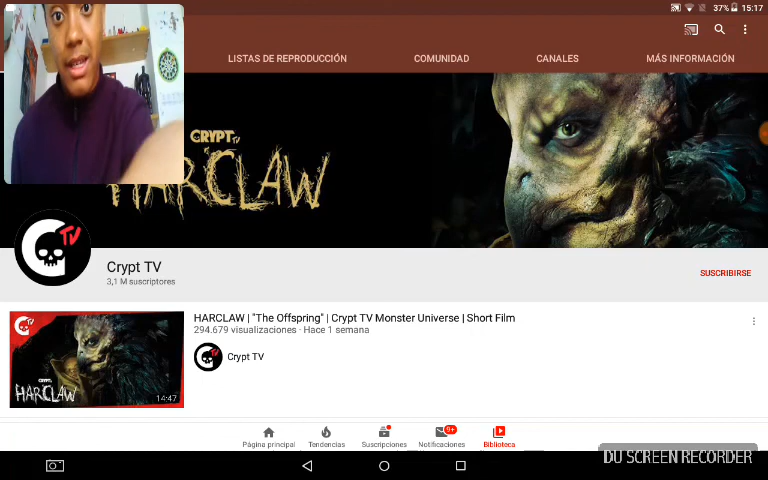 37% 15:17
LISTAS DE REPRODUCCIÓN COMUNIDAD CANALES MÁS INFORMACIÓN
CRYPT TV
HARCLAW
TV
Crypt TV
3,1 M suscriptores
SUSCRIBIRSE
HARCLAW | "The Offspring" | Crypt TV Monster Universe | Short Film
294.679 visualizaciones · Hace 1 semana
Crypt TV
CRYPT
HARCLAW
14:47
9+
Página principal Tendencias Suscripciones Notificaciones Biblioteca
DU SCREEN RECORDER